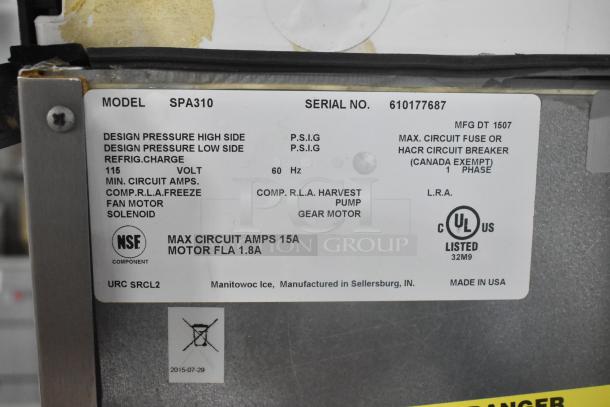 MODEL SPA310 SERIAL NO. 610177687
MFG DT 1507
DESIGN PRESSURE HIGH SIDE P.S.I.G MAX. CIRCUIT FUSE OR
DESIGN PRESSURE LOW SIDE P.S.I.G HACR CIRCUIT BREAKER
REFRIG.CHARGE (CANADA EXEMPT)
115 VOLT 60 Hz 1 PHASE
MIN. CIRCUIT AMPS.
COMP.R.L.A.FREEZE COMP. R.L.A. HARVEST L.R.A.
FAN MOTOR PUMP
SOLENOID GEAR MOTOR
NSF
COMPONENT
MAX CIRCUIT AMPS 15A
MOTOR FLA 1.8A
C UL US
LISTED
32M9
URC SRCL2 Manitowoc Ice, Manufactured in Sellersburg, IN. MADE IN USA
PCI
AUCTION GROUP
2015-07-29
DANGER